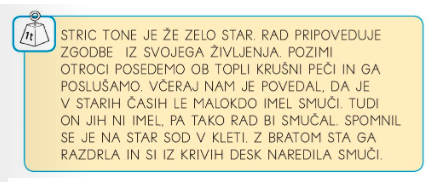 1t
STRIC TONE JE ŽE ZELO STAR. RAD PRIPOVEDUJE
ZGODBE IZ SVOJEGA ŽIVLJENJA. POZIMI
OTROCI POSEDEMO OB TOPLI KRUŠNI PEČI IN GA
POSLUŠAMO. VČERAJ NAM JE POVEDAL, DA JE
V STARIH ČASIH LE MALOKDO IMEL SMUČI. TUDI
ON JIH NI IMEL, PA TAKO RAD BI SMUČAL. SPOMNIL
SE JE NA STAR SOD V KLETI. Z BRATOM STA GA
RAZDRLA IN SI IZ KRIVIH DESK NAREDILA SMUČI.